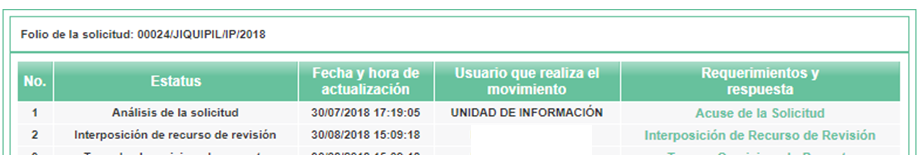 Folio de la solicitud: 00024/JIQUIPIL/IP/2018
No. Estatus Fecha y hora de actualización Usuario que realiza el movimiento Requerimientos y respuesta
1 Análisis de la solicitud 30/07/2018 17:19:05 UNIDAD DE INFORMACIÓN Acuse de la Solicitud
2 Interposición de recurso de revisión 30/08/2018 15:09:18 Interposición de Recurso de Revisión